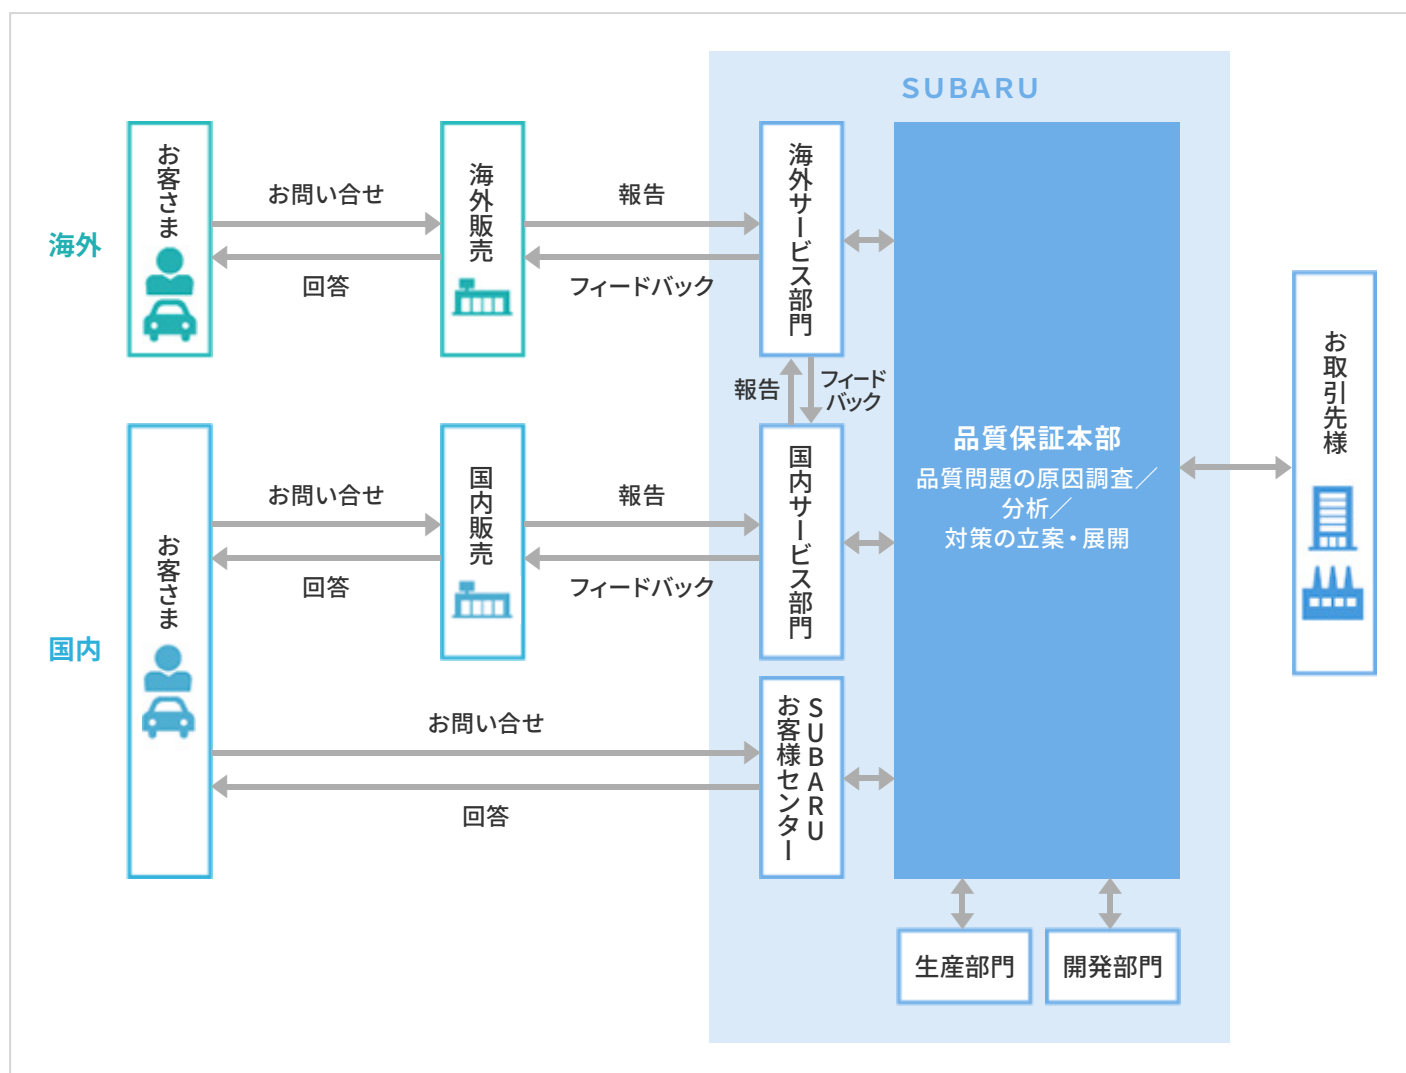 SUBARU
海外
お客さま
お問い合せ
回答
海外販売
報告
フィードバック
海外サービス部門
報告
フィード
バック
国内
お客さま
お問い合せ
回答
国内販売
報告
フィードバック
国内サービス部門
お問い合せ
回答
SUBARU
お客様センター
品質保証本部
品質問題の原因調査／
分析／
対策の立案・展開
お取引先様
生産部門
開発部門